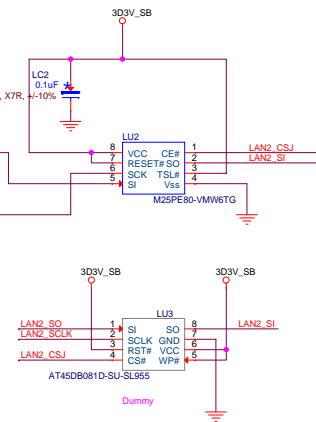 3D3V_SB
LC2
0.1uF
, X7R, +/-10%
LU2
8 VCC CE# 1 LAN2_CSJ
7 RESET# SO 2 LAN2_SI
6 SCK TSL# 3
5 SI Vss 4
M25PE80-VMW6TG
3D3V_SB 3D3V_SB
LU3
LAN2_SO 1 SI SO 8 LAN2_SI
LAN2_SCLK 2 SCLK GND 7
3 RST# VCC 6
LAN2_CSJ 4 CS# WP# 5
AT45DB081D-SU-SL955
Dummy